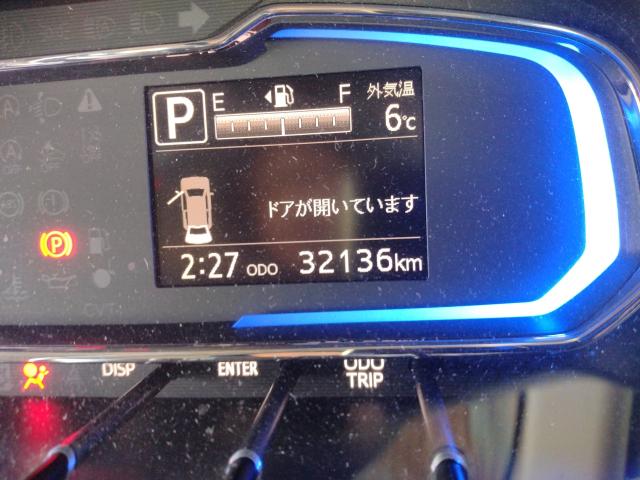 P
E F 外気温
6℃
ドアが開いています
2:27 ODO 32136km
P
DISP ENTER ODO
TRIP